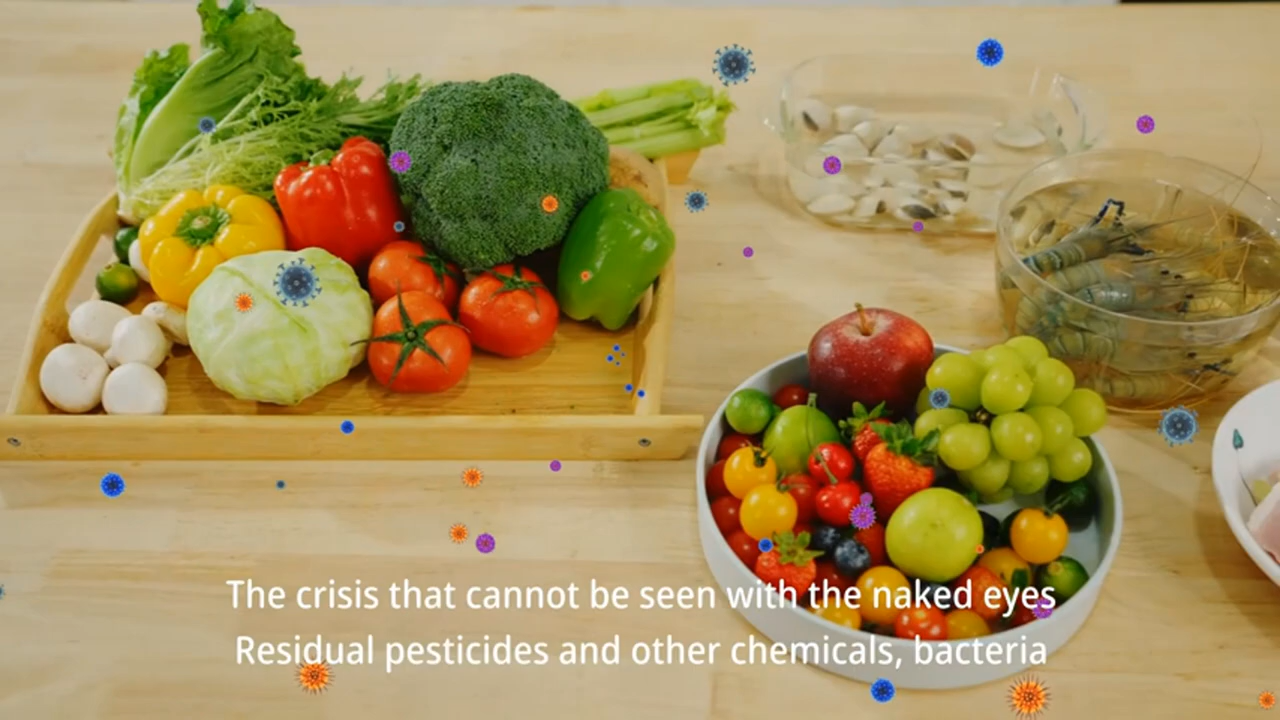 The crisis that cannot be seen with the naked eyes
Residual pesticides and other chemicals, bacteria